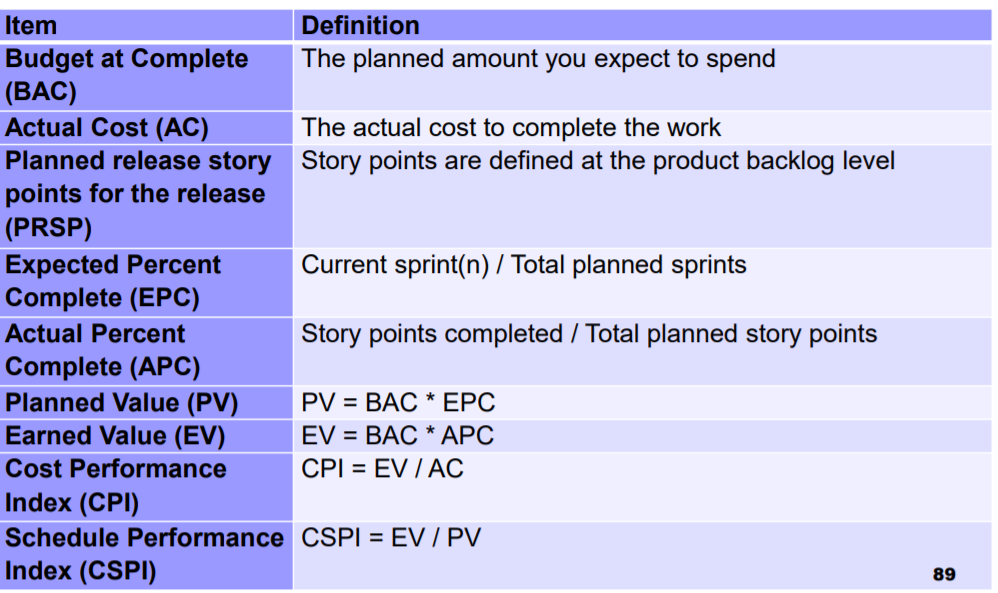 Item Definition
Budget at Complete The planned amount you expect to spend
(BAC)
Actual Cost (AC) The actual cost to complete the work
Planned release story Story points are defined at the product backlog level
points for the release
(PRSP)
Expected Percent Current sprint(n) / Total planned sprints
Complete (EPC)
Actual Percent Story points completed / Total planned story points
Complete (APC)
Planned Value (PV) PV = BAC * EPC
Earned Value (EV) EV = BAC * APC
Cost Performance CPI = EV / AC
Index (CPI)
Schedule Performance CSPI = EV / PV
Index (CSPI)
89